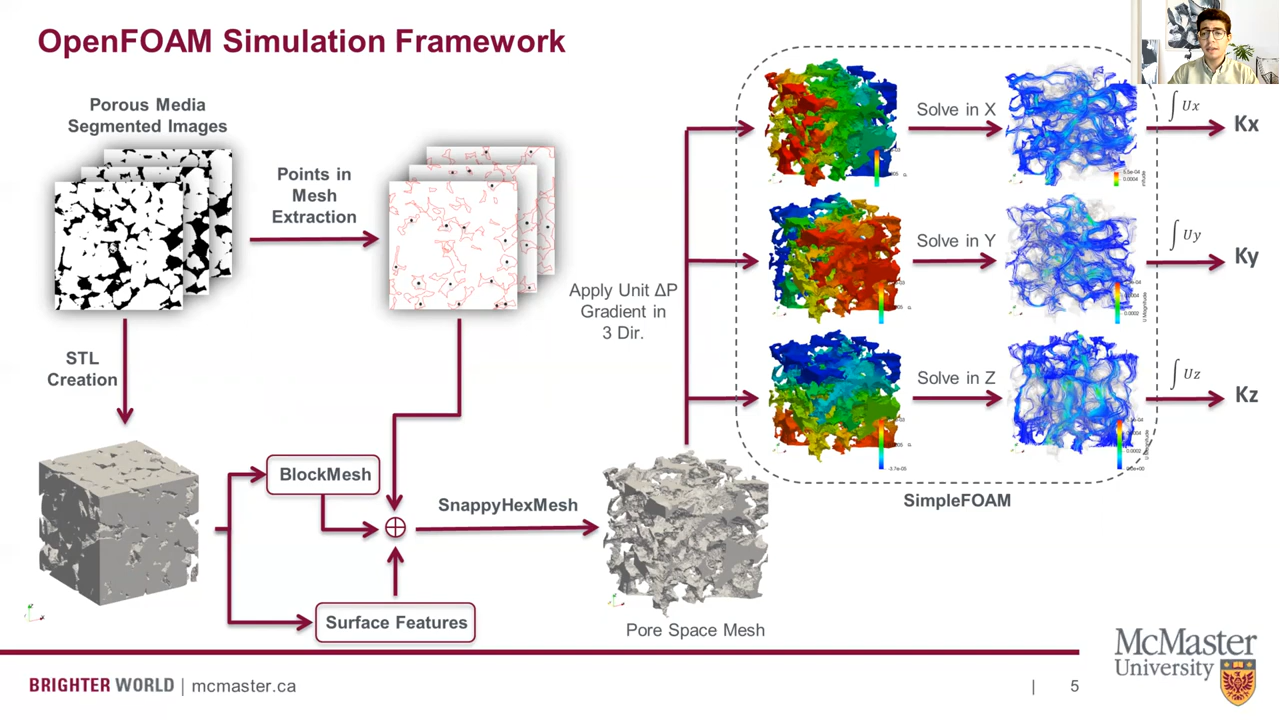 OpenFOAM Simulation Framework
Porous Media
Segmented Images
Points in
Mesh
Extraction
STL
Creation
BlockMesh
Surface Features
SnappyHexMesh
Pore Space Mesh
Apply Unit ΔP
Gradient in
3 Dir.
Solve in X
∫ Ux
Kx
Solve in Y
∫ Uy
Ky
Solve in Z
∫ Uz
Kz
SimpleFOAM
BRIGHTER WORLD | mcmaster.ca
| 5
McMaster
University